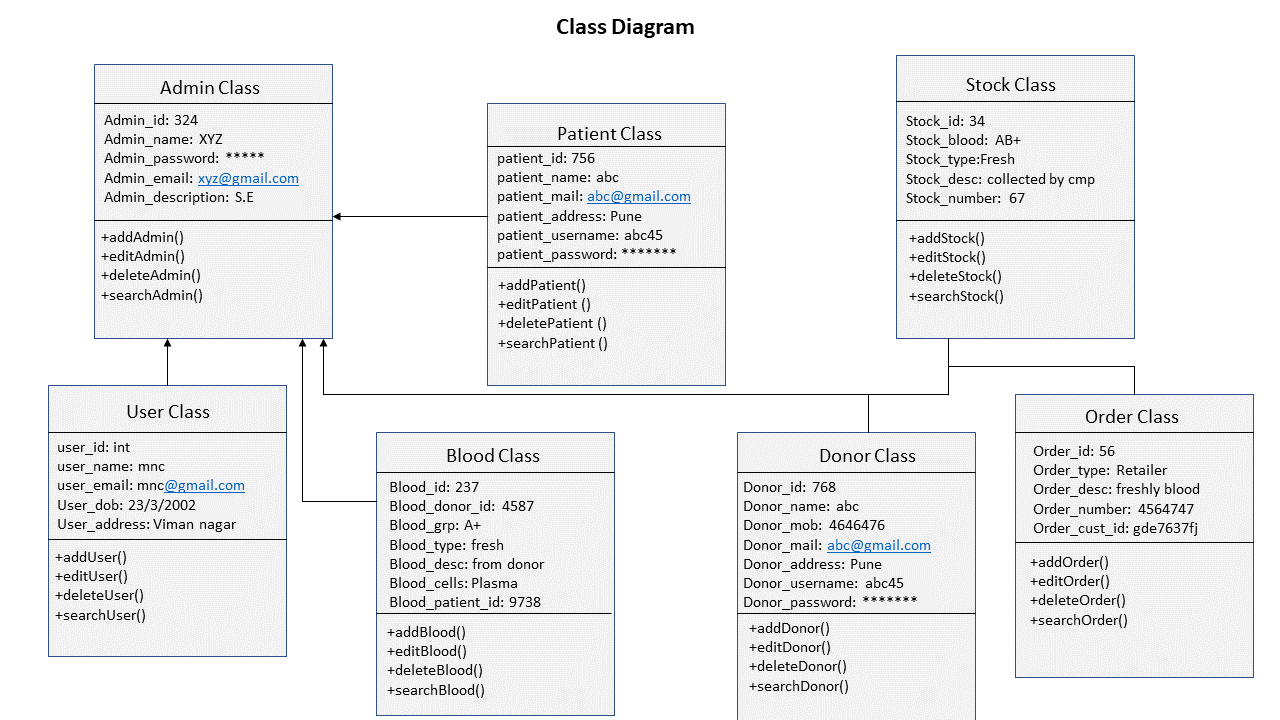 Class Diagram
Admin Class
Admin_id: 324
Admin_name: XYZ
Admin_password: *****
Admin_email: xyz@gmail.com
Admin_description: S.E
+addAdmin()
+editAdmin()
+deleteAdmin()
+searchAdmin()
Patient Class
patient_id: 756
patient_name: abc
patient_mail: abc@gmail.com
patient_address: Pune
patient_username: abc45
patient_password: *******
+addPatient()
+editPatient ()
+deletePatient ()
+searchPatient ()
Stock Class
Stock_id: 34
Stock_blood: AB+
Stock_type:Fresh
Stock_desc: collected by cmp
Stock_number: 67
+addStock()
+editStock()
+deleteStock()
+searchStock()
User Class
user_id: int
user_name: mnc
user_email: mnc@gmail.com
User_dob: 23/3/2002
User_address: Viman nagar
+addUser()
+editUser()
+deleteUser()
+searchUser()
Blood Class
Blood_id: 237
Blood_donor_id: 4587
Blood_grp: A+
Blood_type: fresh
Blood_desc: from donor
Blood_cells: Plasma
Blood_patient_id: 9738
+addBlood()
+editBlood()
+deleteBlood()
+searchBlood()
Donor Class
Donor_id: 768
Donor_name: abc
Donor_mob: 4646476
Donor_mail: abc@gmail.com
Donor_address: Pune
Donor_username: abc45
Donor_password: *******
+addDonor()
+editDonor()
+deleteDonor()
+searchDonor()
Order Class
Order_id: 56
Order_type: Retailer
Order_desc: freshly blood
Order_number: 4564747
Order_cust_id: gde7637fj
+addOrder()
+editOrder()
+deleteOrder()
+searchOrder()